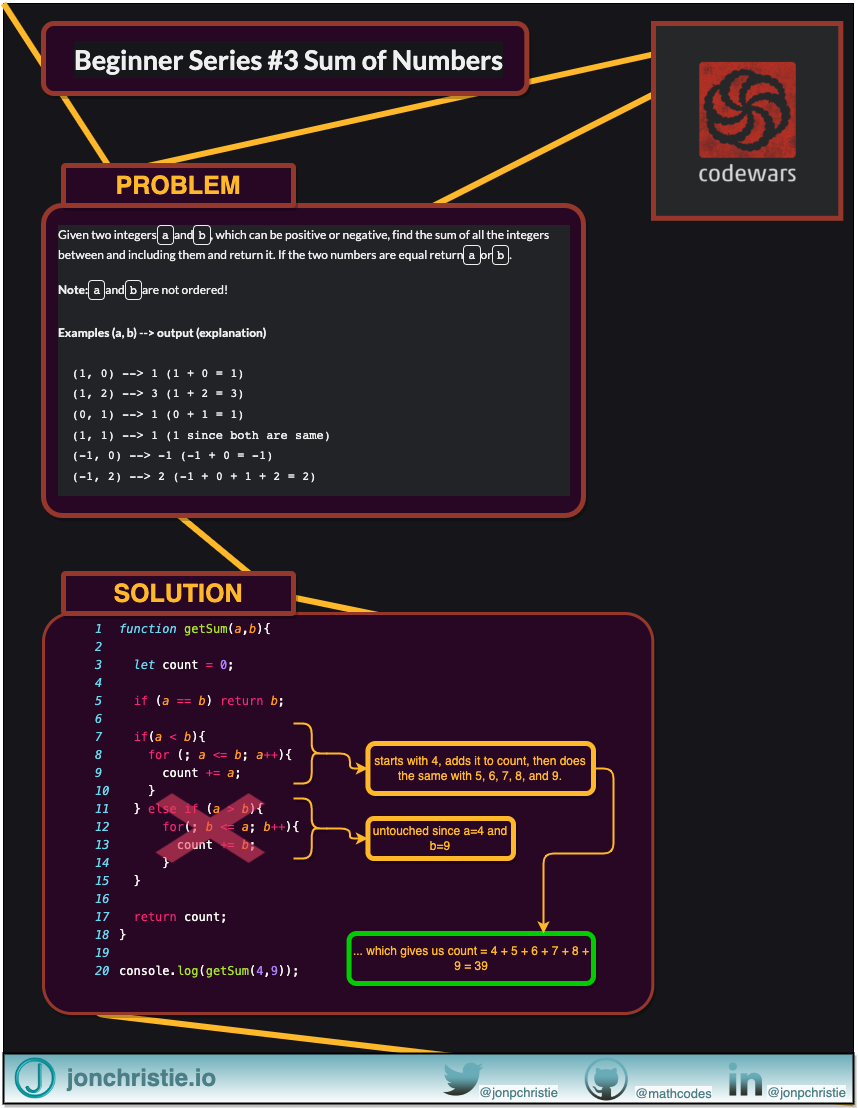 Beginner Series #3 Sum of Numbers
codewars
PROBLEM
Given two integers a and b, which can be positive or negative, find the sum of all the integers
between and including them and return it. If the two numbers are equal return a or b.
Note: a and b are not ordered!
Examples (a, b) --> output (explanation)
(1, 0) --> 1 (1 + 0 = 1)
(1, 2) --> 3 (1 + 2 = 3)
(0, 1) --> 1 (0 + 1 = 1)
(1, 1) --> 1 (1 since both are same)
(-1, 0) --> -1 (-1 + 0 = -1)
(-1, 2) --> 2 (-1 + 0 + 1 + 2 = 2)
SOLUTION
1 function getSum(a,b){
2
3 let count = 0;
4
5 if (a == b) return b;
6
7 if(a < b){
8 for (; a <= b; a++){
9 count += a;
10 }
11 } else if (a > b){
12 for(; b <= a; b++){
13 count += b;
14 }
15 }
16
17 return count;
18 }
19
20 console.log(getSum(4,9));
starts with 4, adds it to count, then does
the same with 5, 6, 7, 8, and 9.
untouched since a=4 and
b=9
... which gives us count = 4 + 5 + 6 + 7 + 8 +
9 = 39
jonchristie.io
@jonpchristie
@mathcodes
in
@jonpchristie